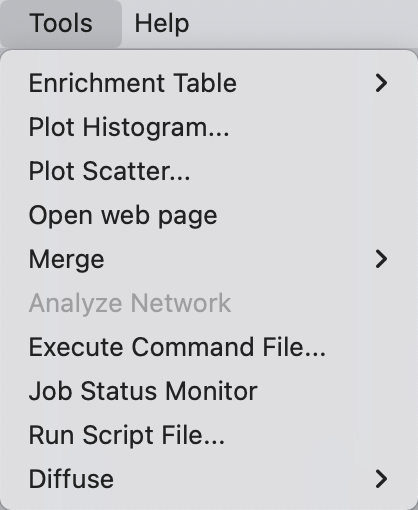 Tools Help
Enrichment Table
Plot Histogram...
Plot Scatter...
Open web page
Merge
Analyze Network
Execute Command File...
Job Status Monitor
Run Script File...
Diffuse